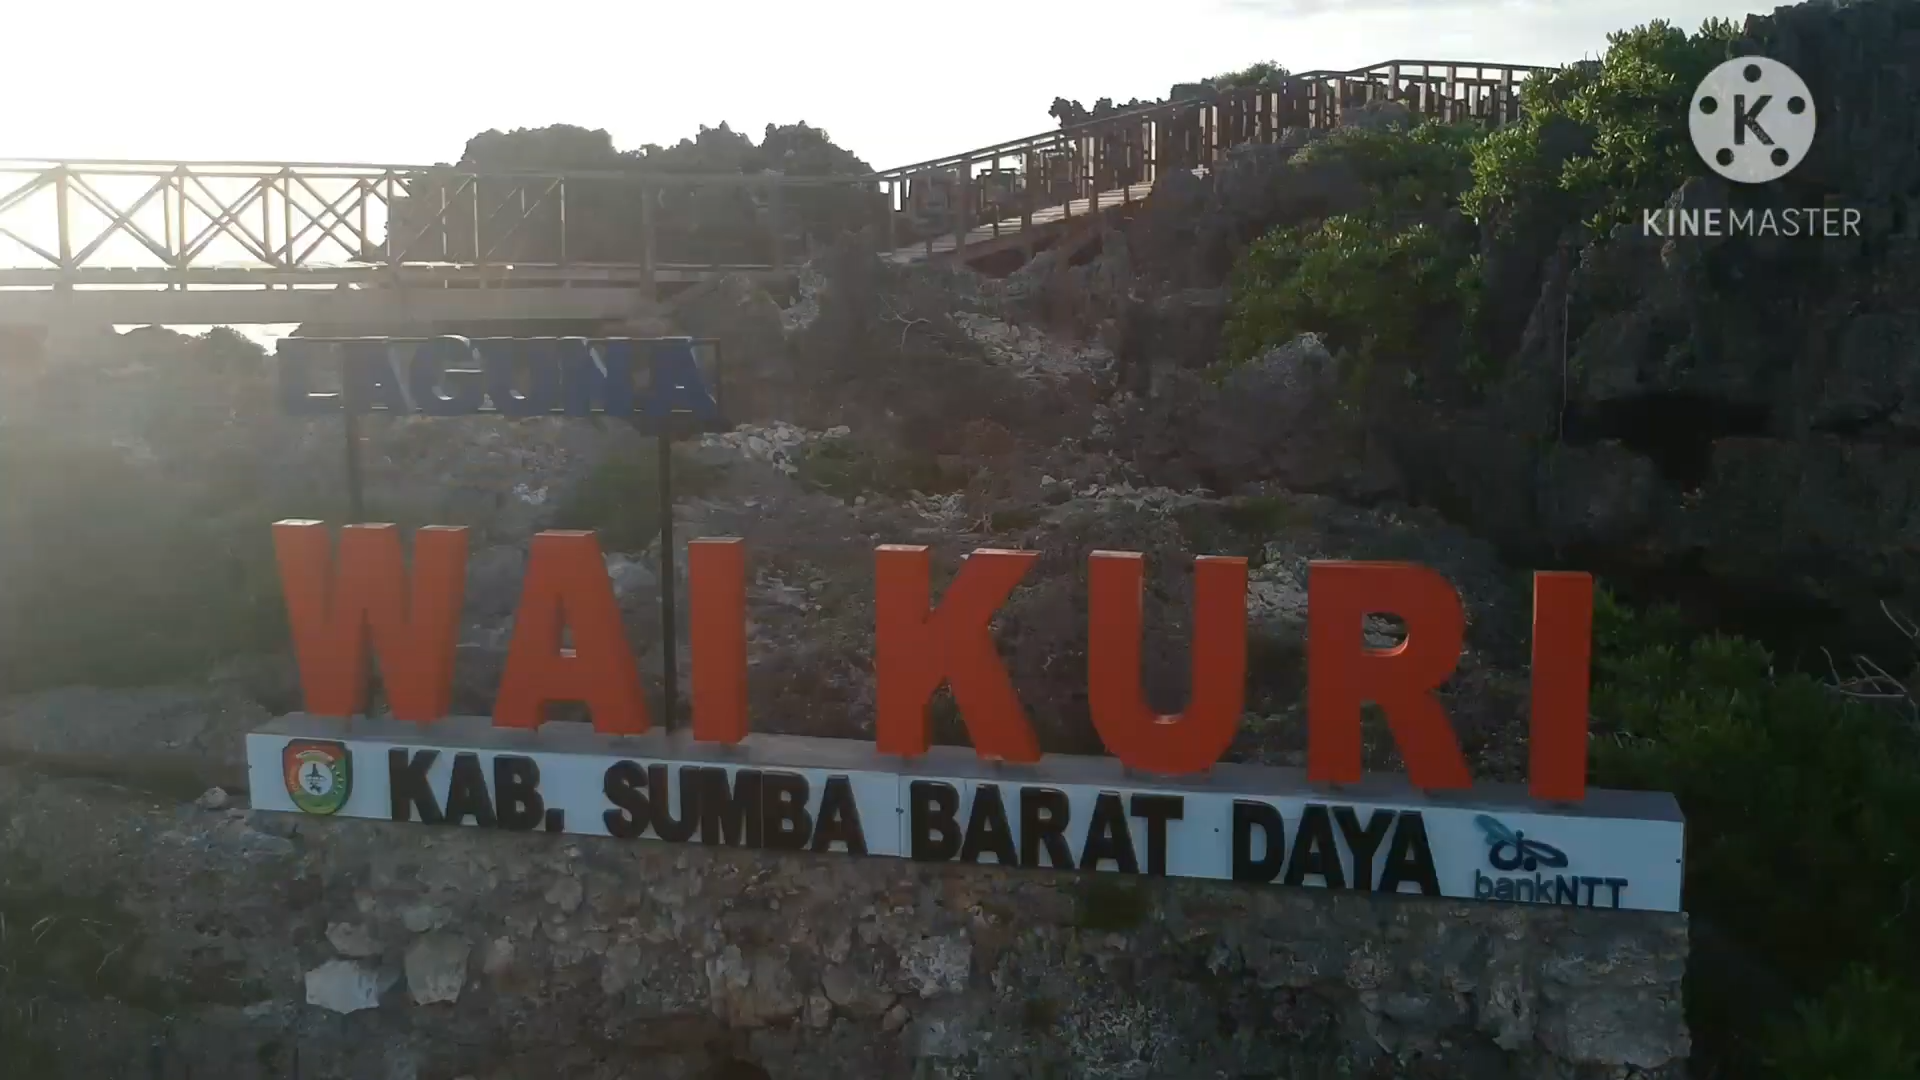 KINEMASTER
LAGUNA
WAI KURI
KAB. SUMBA BARAT DAYA
bankNTT